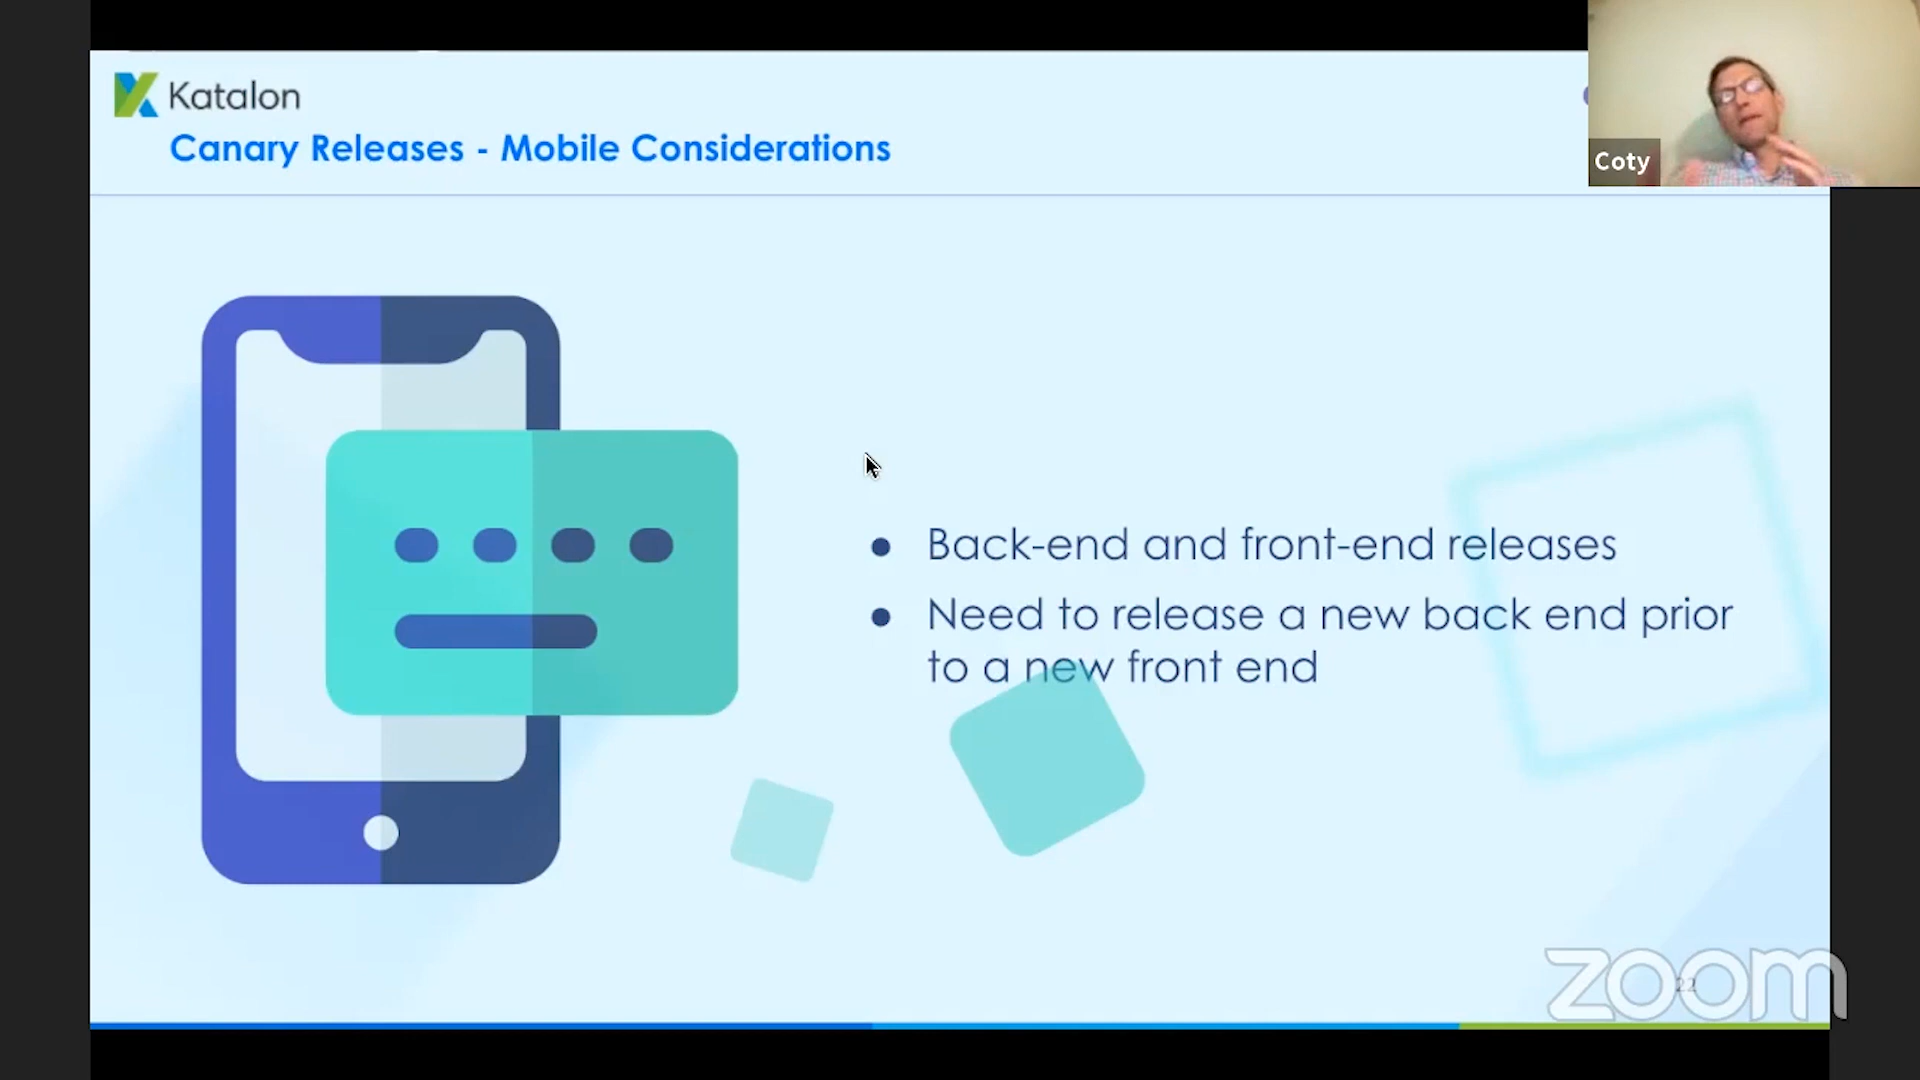 Katalon
Canary Releases - Mobile Considerations
Coty
Back-end and front-end releases
Need to release a new back end prior
to a new front end
22
zoom